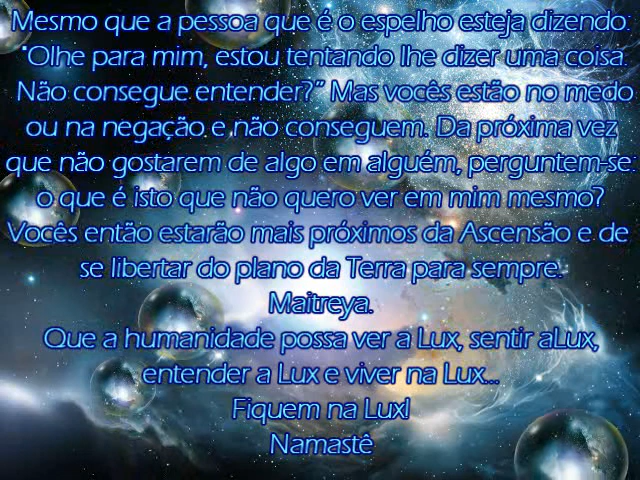 Mesmo que a pessoa que é o espelho esteja dizendo:
"Olhe para mim, estou tentando lhe dizer uma coisa.
Não consegue entender?" Mas vocês estão no medo
ou na negação e não conseguem. Da próxima vez
que não gostarem de algo em alguém, perguntem-se:
o que é isto que não quero ver em mim mesmo?
Vocês então estarão mais próximos da Ascensão e de
se libertar do plano da Terra para sempre.
Maitreya.
Que a humanidade possa ver a Lux, sentir aLux,
entender a Lux e viver na Lux...
Fiquem na Lux!
Namastê